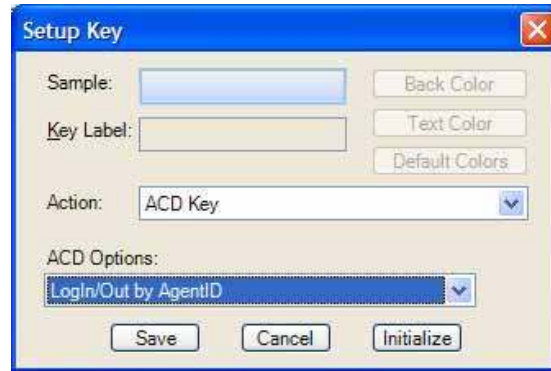 Setup Key
Sample:
Back Color
Key Label:
Text Color
Default Colors
Action:
ACD Key
ACD Options:
LogIn/Out by AgentID
Save
Cancel
Initialize